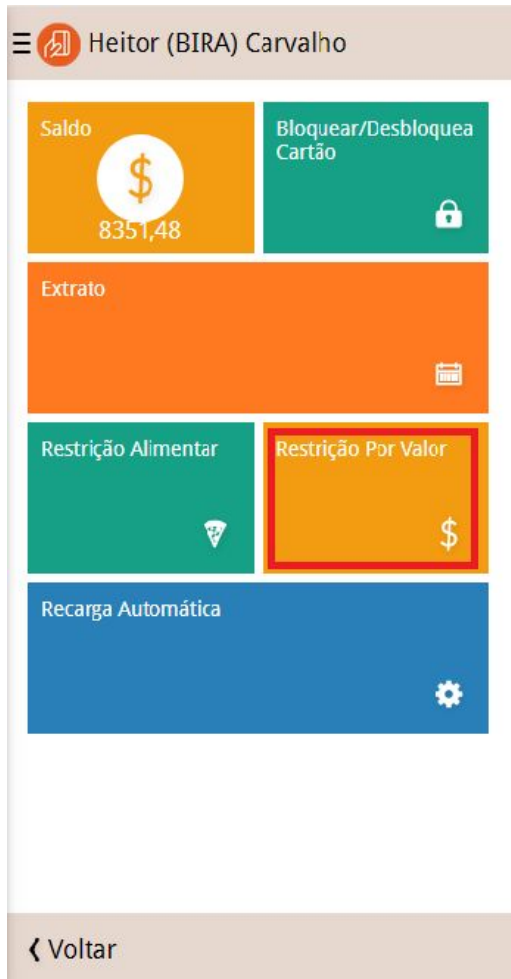 Heitor (BIRA) Carvalho
Saldo
$
8351,48
Bloquear/Desbloquea
Cartão
Extrato
Restrição Alimentar
Restrição Por Valor
$
Recarga Automática
Voltar